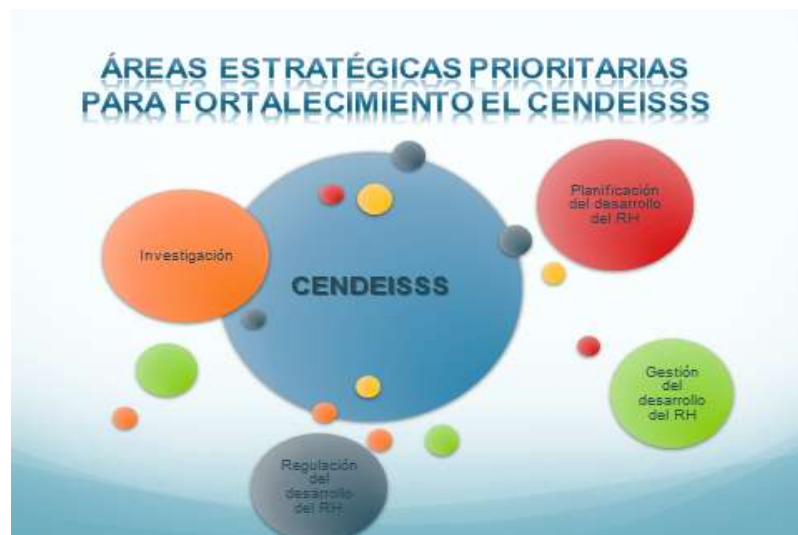 ÁREAS ESTRATÉGICAS PRIORITARIAS
PARA FORTALECIMIENTO EL CENDEISSS
Planificación
del desarrollo
del RH
Investigación
CENDEISSS
Gestión
del
desarrollo
del RH
Regulación
del
desarrollo
del RH